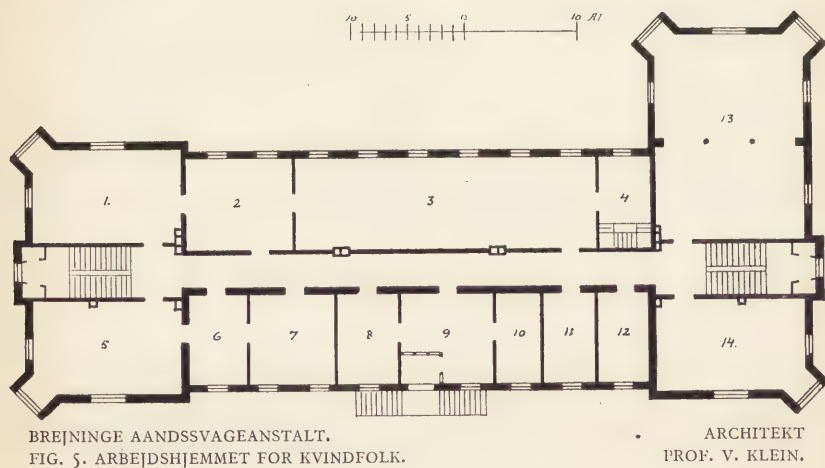 10 5 0 10 Al
13
1.
2
3
4
5
6
7
8
9
10
11
12
14.
BREJNINGE AANDSSVAGEANSTALT.
FIG. 5. ARBEJDSHJEMMET FOR KVINDFOLK.
ARCHITEKT
PROF. V. KLEIN.